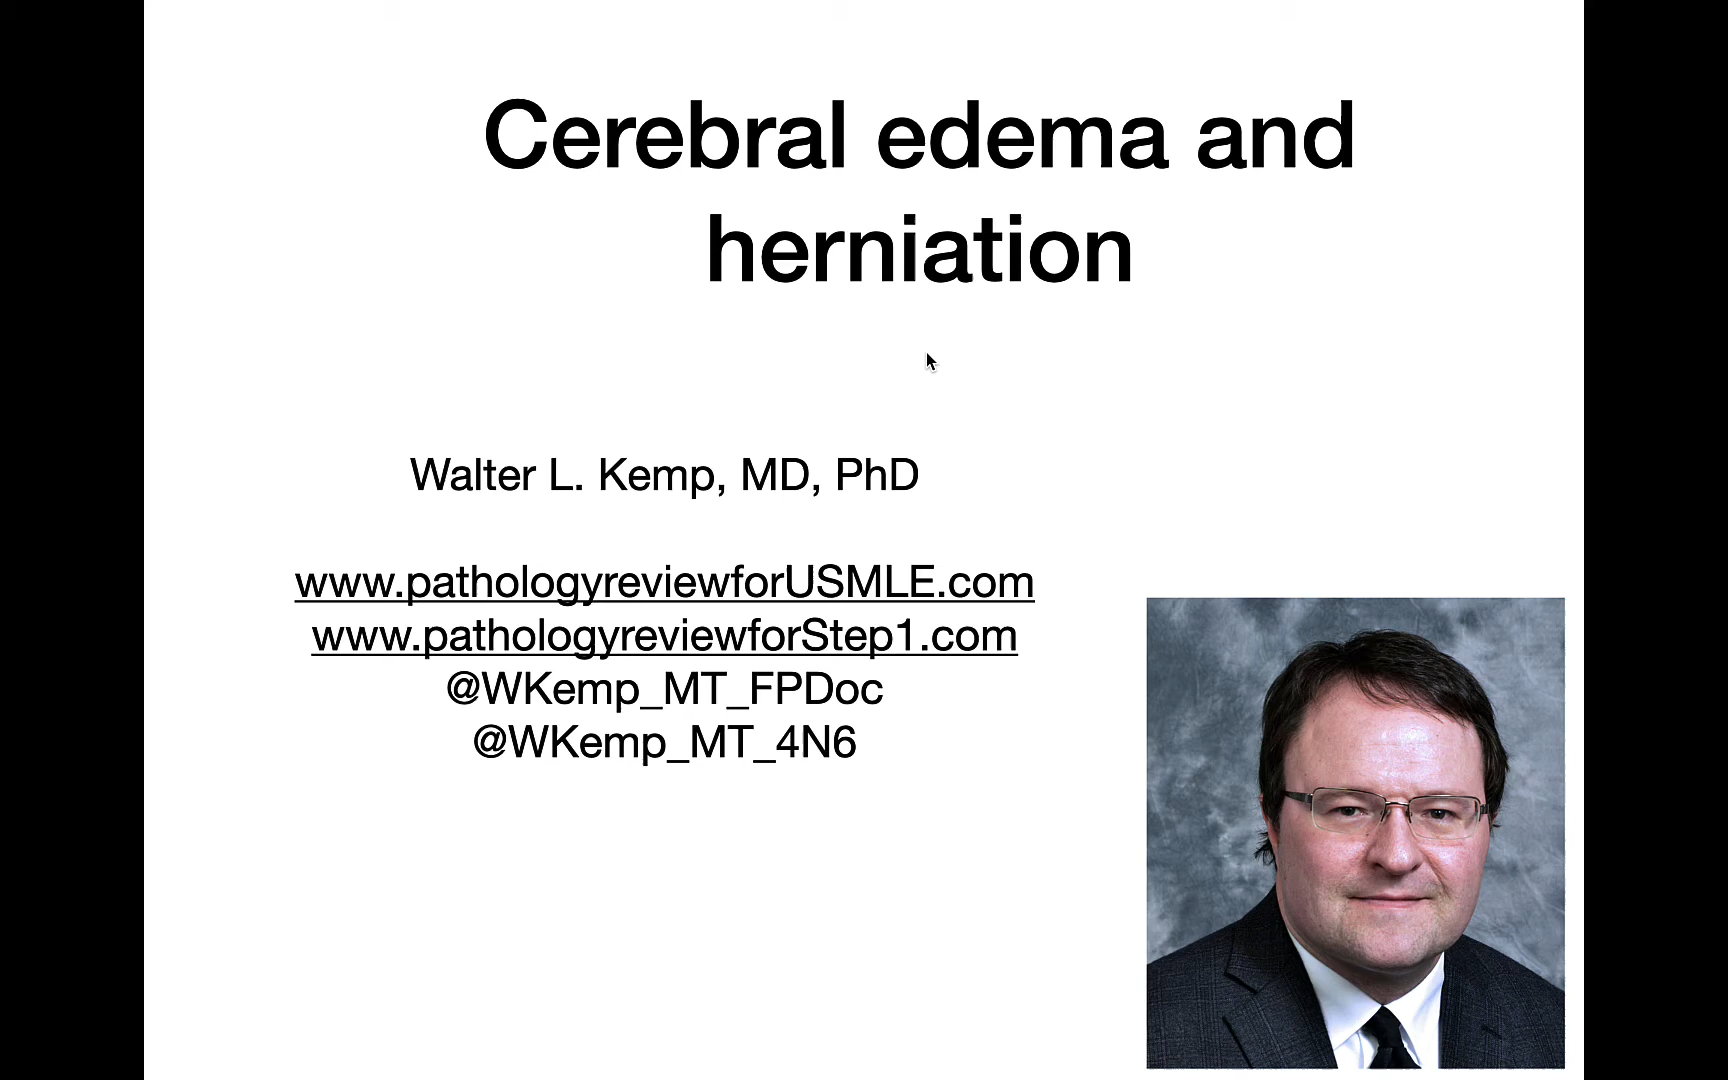 Cerebral edema and
herniation
Walter L. Kemp, MD, PhD
www.pathologyreviewforUSMLE.com
www.pathologyreviewforStep1.com
@WKemp_MT_FPDoc
@WKemp_MT_4N6